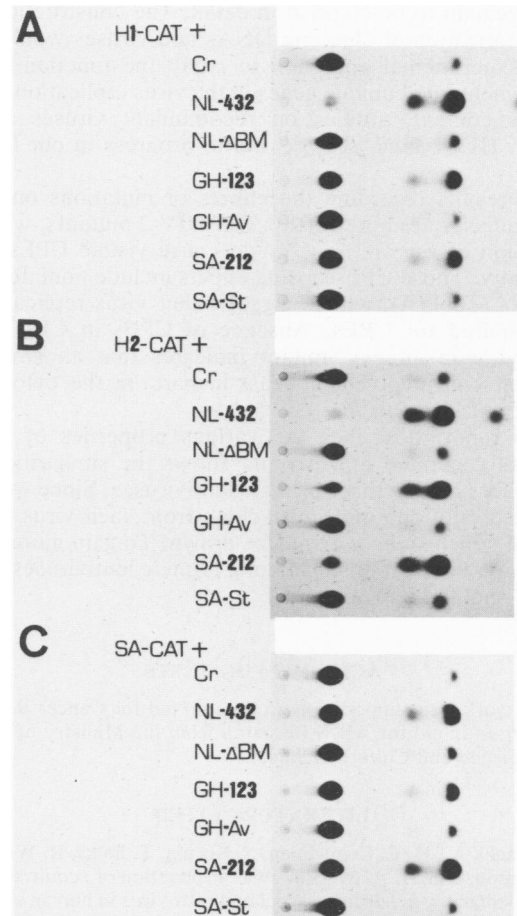 A
H1-CAT +
Cr
NL-432
NL-ΔBM
GH-123
GH-Av
SA-212
SA-St
B
H2-CAT +
Cr
NL-432
NL-ΔBM
GH-123
GH-Av
SA-212
SA-St
C
SA-CAT +
Cr
NL-432
NL-ΔBM
GH-123
GH-Av
SA-212
SA-St